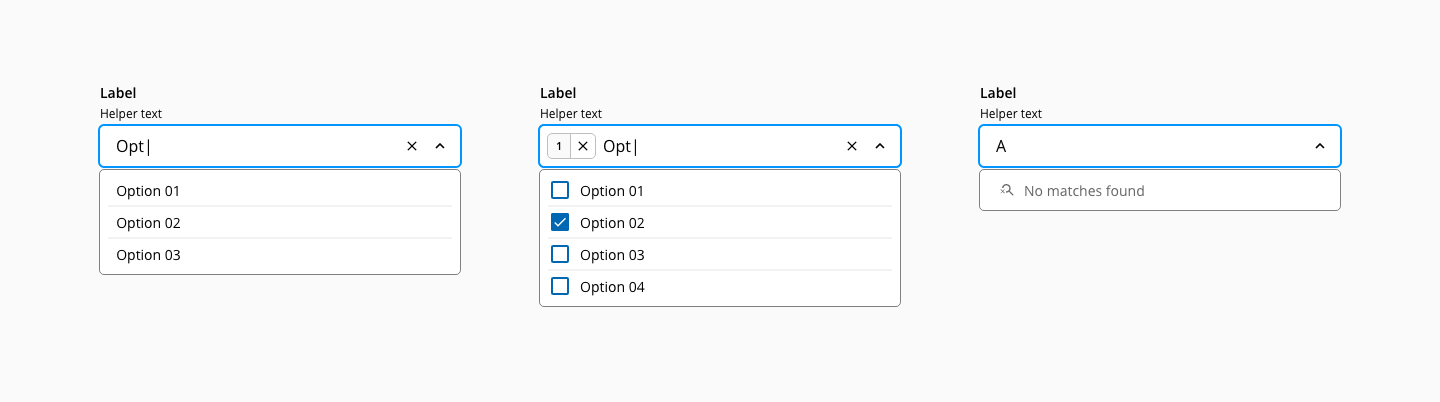 Label
Helper text
Opt
Option 01
Option 02
Option 03
Label
Helper text
1 Opt
Option 01
Option 02
Option 03
Option 04
Label
Helper text
A
No matches found